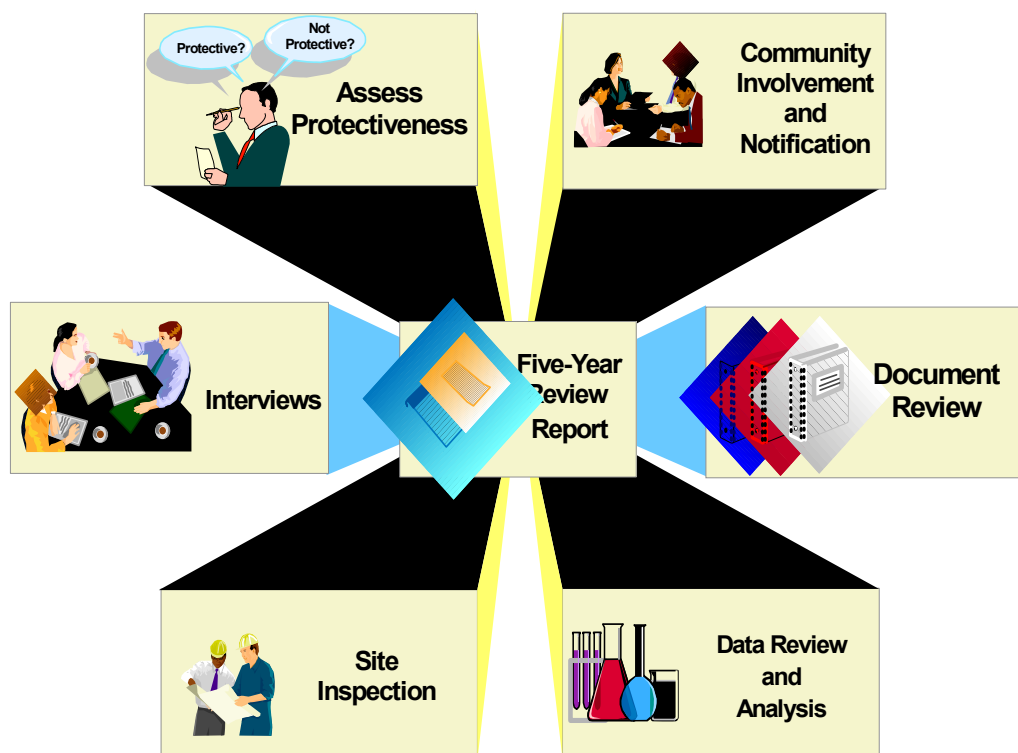 Protective?
Not
Protective?
Assess
Protectiveness
Community
Involvement
and
Notification
Interviews
Five-Year
Review
Report
Document
Review
Site
Inspection
Data Review
and
Analysis